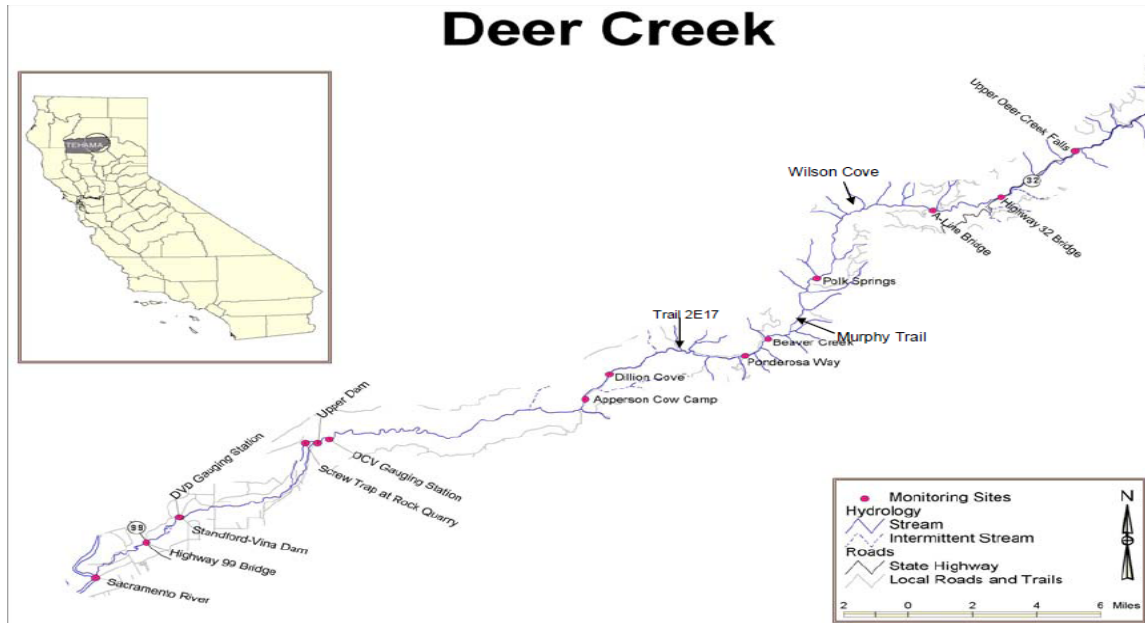 Deer Creek
TEHAMA
Upper Deer Creek Falls
32
Wilson Cove
Highway 32 Bridge
A-Line Bridge
Polk Springs
Trail 2E17
Murphy Trail
Beaver Creek
Ponderosa Way
Dillion Cove
Apperson Cow Camp
Upper Dam
DVD Gauging Station
DCV Gauging Station
Screw Trap at Rock Quarry
99
Standford-Vina Dam
Highway 99 Bridge
Sacramento River
Monitoring Sites
Hydrology
Stream
Intermittent Stream
Roads
State Highway
Local Roads and Trails
N
2 0 2 4 6 Miles